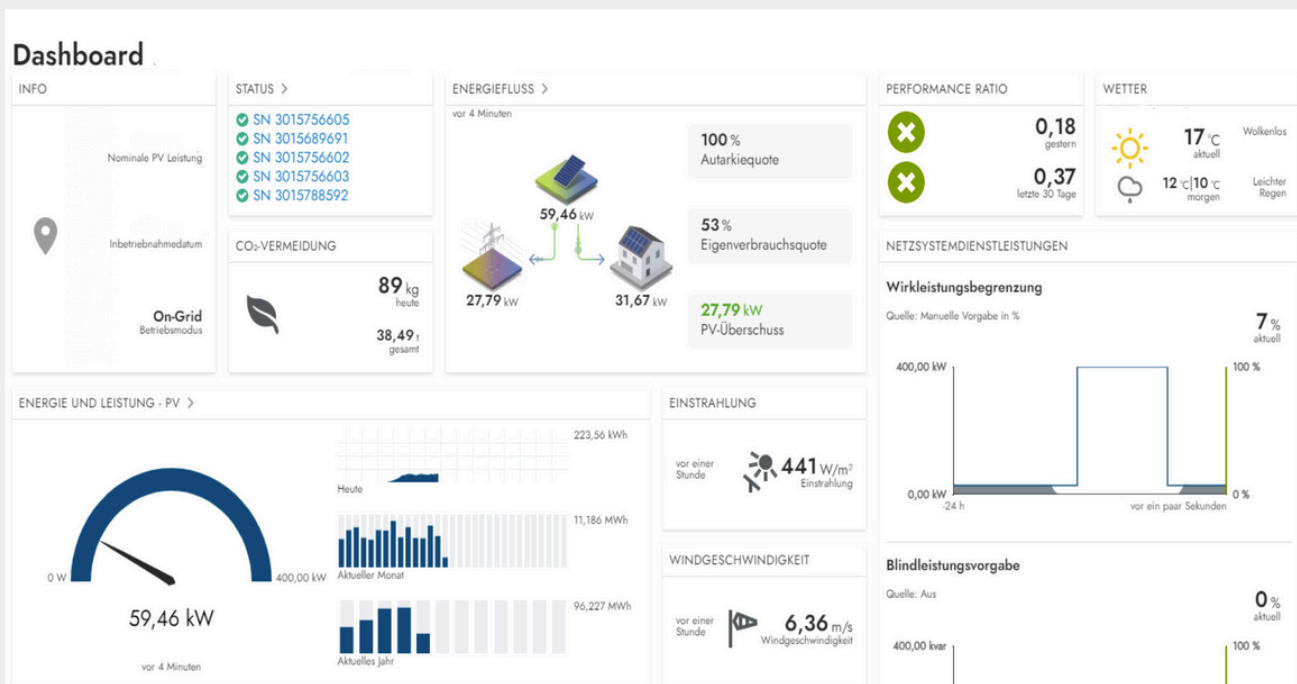 Dashboard
INFO
Nominale PV Leistung
Inbetriebnahmedatum
On-Grid
Betriebsmodus
STATUS >
SN 3015756605
SN 3015689691
SN 3015756602
SN 3015756603
SN 3015788592
CO₂-VERMEIDUNG
89 kg
heute
38,49 t
gesamt
ENERGIEFLUSS >
vor 4 Minuten
59,46 kW
27,79 kW
31,67 kW
100 %
Autarkiequote
53 %
Eigenverbrauchsquote
27,79 kW
PV-Überschuss
PERFORMANCE RATIO
0,18
gestern
0,37
letzte 30 Tage
WETTER
17 °C
aktuell
Wolkenlos
12 °C|10 °C
morgen
Leichter
Regen
NETZSYSTEMDIENSTLEISTUNGEN
Wirkleistungsbegrenzung
Quelle: Manuelle Vorgabe in %
7 %
aktuell
400,00 kW
100 %
0,00 kW
0 %
-24 h
vor ein paar Sekunden
Blindleistungsvorgabe
Quelle: Aus
0 %
aktuell
400,00 kvar
100 %
ENERGIE UND LEISTUNG - PV >
0 W
400,00 kW
59,46 kW
vor 4 Minuten
223,56 kWh
Heute
11,186 MWh
Aktueller Monat
96,227 MWh
Aktuelles Jahr
EINSTRAHLUNG
vor einer
Stunde
441 W/m²
Einstrahlung
WINDGESCHWINDIGKEIT
vor einer
Stunde
6,36 m/s
Windgeschwindigkeit